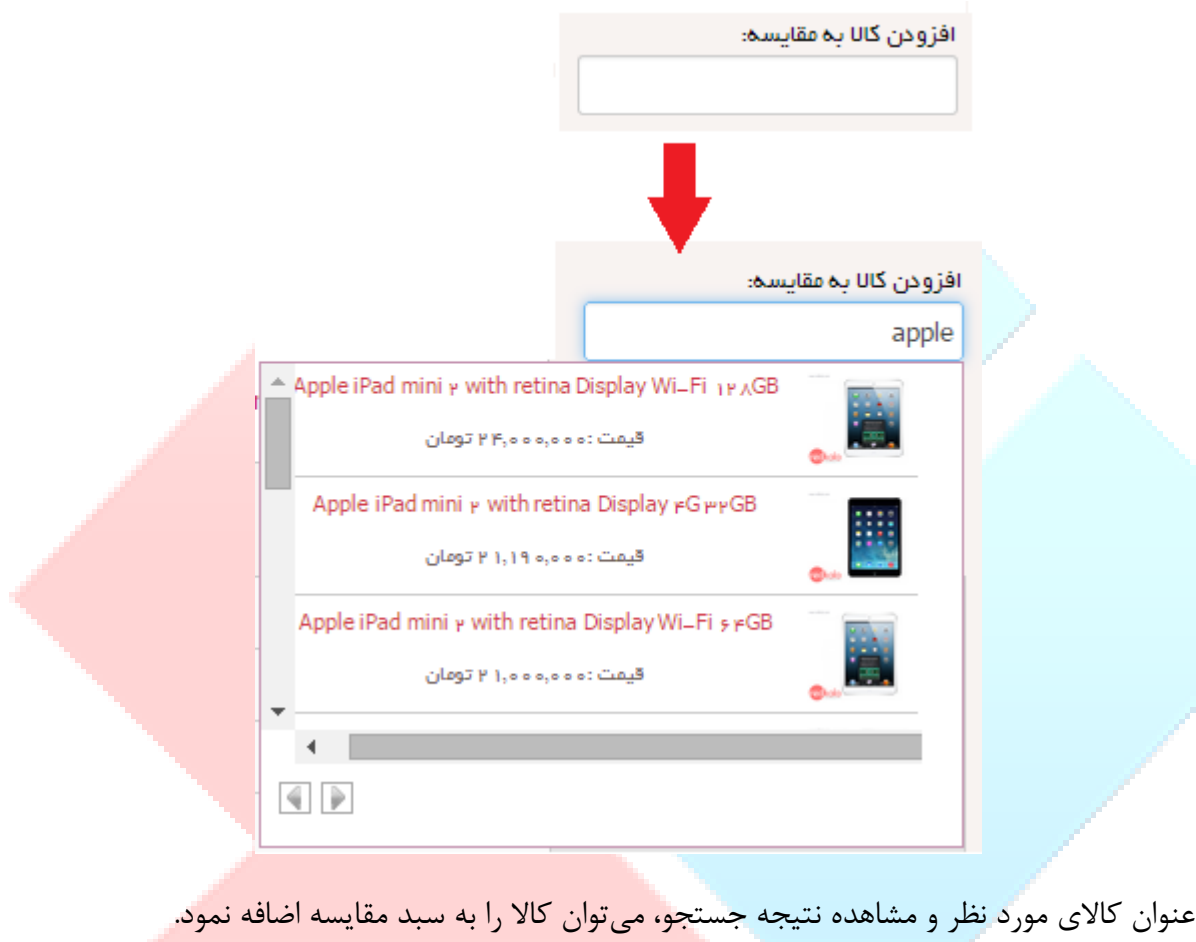 افزودن کالا به مقایسه:
افزودن کالا به مقایسه:
apple
Apple iPad mini ۲ with retina Display Wi-Fi ۱۲۸GB
قیمت :۲۴,۰۰۰,۰۰۰ تومان
Apple iPad mini ۲ with retina Display ۴G ۳۲GB
قیمت :۲۱,۱۹۰,۰۰۰ تومان
Apple iPad mini ۲ with retina Display Wi-Fi ۶۴GB
قیمت :۲۱,۰۰۰,۰۰۰ تومان
عنوان کالای مورد نظر و مشاهده نتیجه جستجو، می‌توان کالا را به سبد مقایسه اضافه نمود.